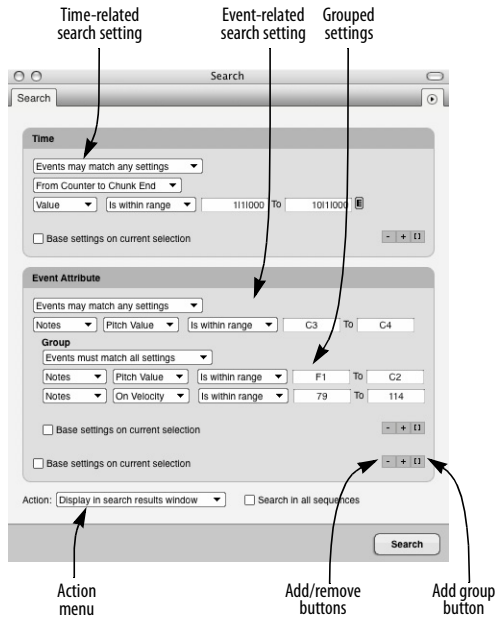 Time-related search setting
Event-related search setting
Grouped settings
Search
Search
Time
Events may match any settings
From Counter to Chunk End
Value Is within range 1|1|000 To 10|1|000 E
Base settings on current selection - + []
Event Attribute
Events may match any settings
Notes Pitch Value Is within range C3 To C4
Group
Events must match all settings
Notes Pitch Value Is within range F1 To C2
Notes On Velocity Is within range 79 To 114
Base settings on current selection - + []
Base settings on current selection - + []
Action: Display in search results window Search in all sequences
Search
Action menu
Add/remove buttons
Add group button